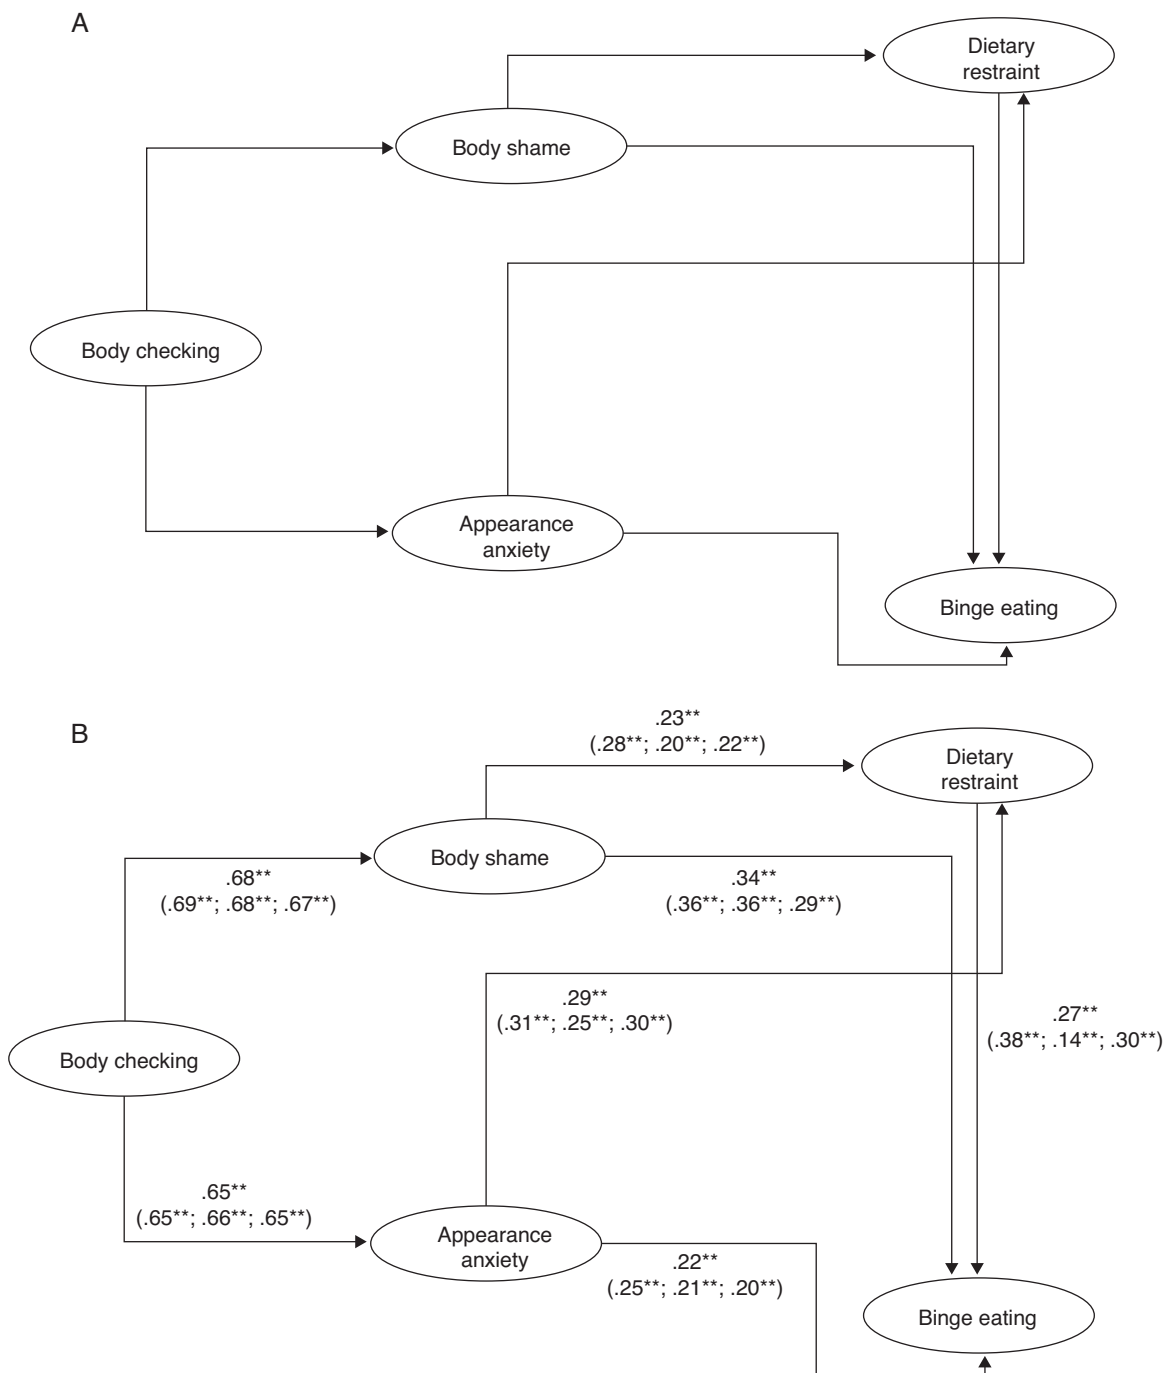 A
Dietary
restraint
Body shame
Body checking
Appearance
anxiety
Binge eating
B
.23**
(.28**; .20**; .22**)
Dietary
restraint
Body shame
.68**
(.69**; .68**; .67**)
.34**
(.36**; .36**; .29**)
.29**
(.31**; .25**; .30**)
.27**
(.38**; .14**; .30**)
Body checking
.65**
(.65**; .66**; .65**)
Appearance
anxiety
.22**
(.25**; .21**; .20**)
Binge eating